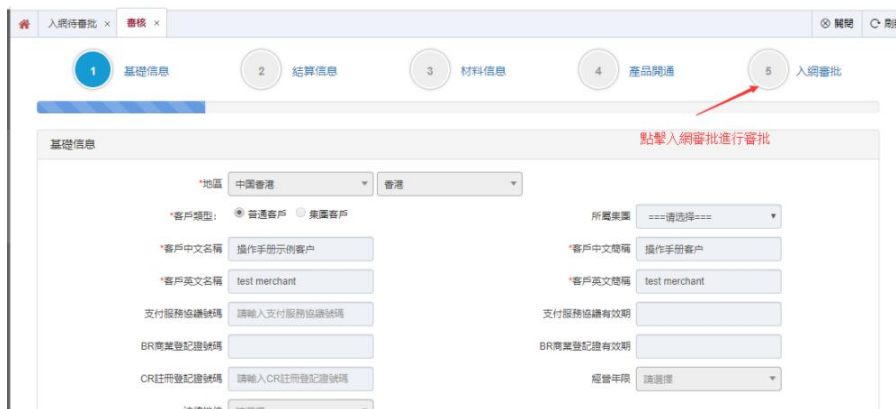 入網待審批 × 審核 × 關閉
1 基礎信息 2 結算信息 3 材料信息 4 產品開通 5 入網審批
點擊入網審批進行審批
基礎信息
*地區 中国香港 香港
*客戶類型: 普通客戶 集團客戶 所屬集團 ===请选择===
*客戶中文名稱 操作手册示例客户 *客戶中文簡稱 操作手册客户
*客戶英文名稱 test merchant *客戶英文簡稱 test merchant
支付服務協議號碼 請輸入支付服務協議號碼 支付服務協議有效期
BR商業登記證號碼 BR商業登記證有效期
CR註冊登記證號碼 請輸入CR註冊登記證號碼 經營年限 請選擇